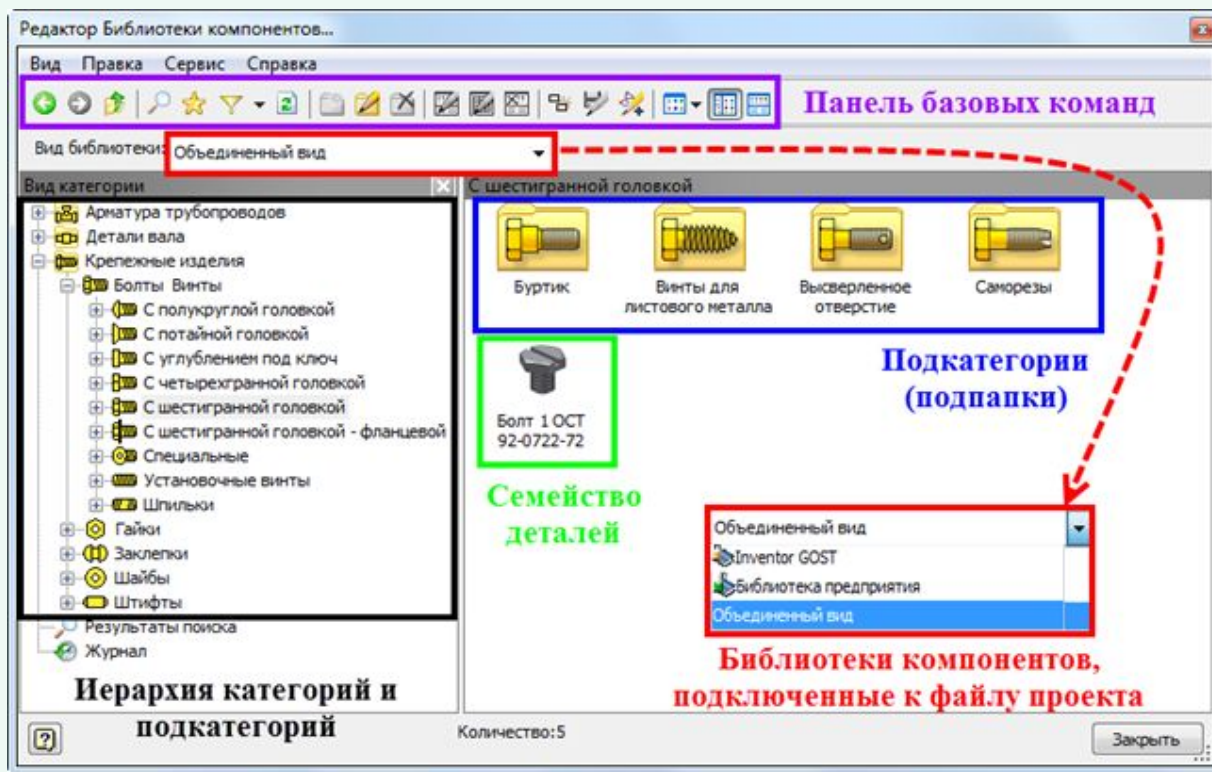 Редактор Библиотеки компонентов...
Вид Правка Сервис Справка
Панель базовых команд
Вид библиотеки: Объединенный вид
Вид категории
С шестигранной головкой
Арматура трубопроводов
Детали вала
Крепежные изделия
Болты Винты
С полукруглой головкой
С потайной головкой
С углублением под ключ
С четырехгранной головкой
С шестигранной головкой
С шестигранной головкой - фланцевой
Специальные
Установочные винты
Шпильки
Гайки
Заклепки
Шайбы
Штифты
Результаты поиска
Журнал
Иерархия категорий и
подкатегорий
Буртик
Винты для
листового металла
Высверленное
отверстие
Саморезы
Подкатегории
(подпапки)
Болт 1 ОСТ
92-0722-72
Семейство
деталей
Объединенный вид
Inventor GOST
Библиотека предприятия
Объединенный вид
Библиотеки компонентов,
подключенные к файлу проекта
Количество:5
Закрыть